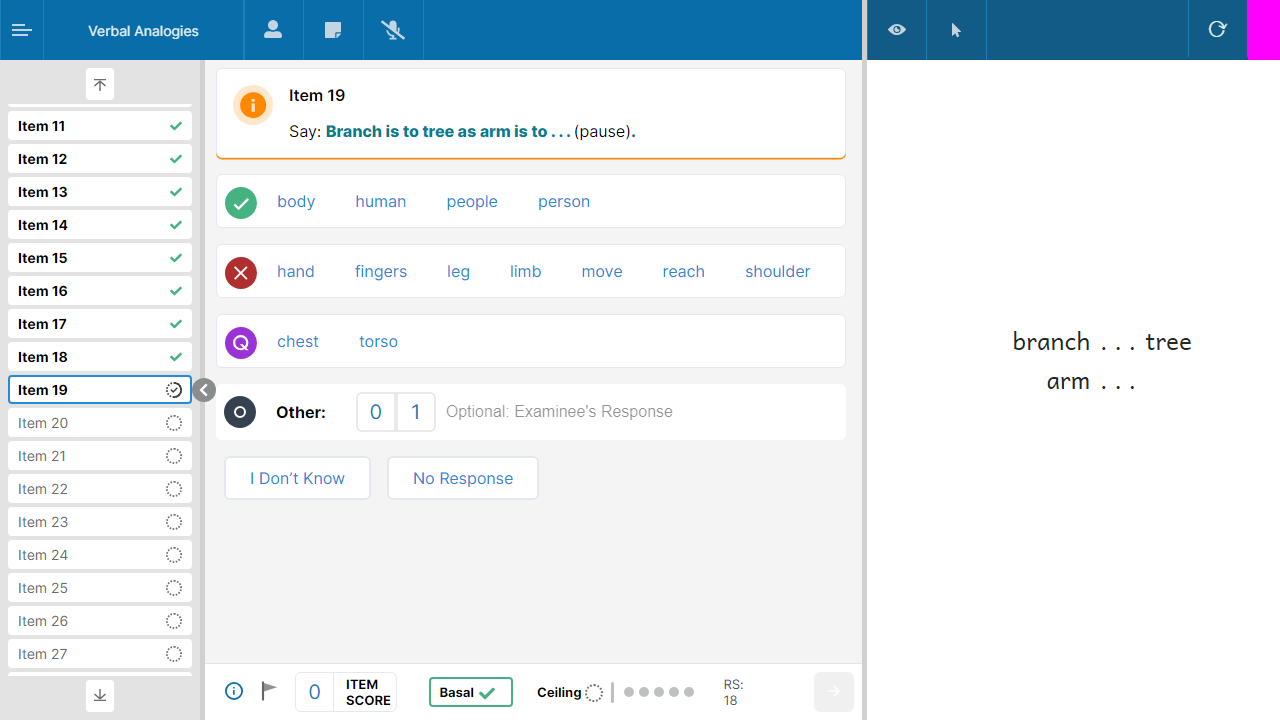 Verbal Analogies
Item 11
Item 12
Item 13
Item 14
Item 15
Item 16
Item 17
Item 18
Item 19
Item 20
Item 21
Item 22
Item 23
Item 24
Item 25
Item 26
Item 27
Item 19
Say: Branch is to tree as arm is to . . . (pause).
body human people person
hand fingers leg limb move reach shoulder
Q chest torso
Other: 0 1 Optional: Examinee's Response
I Don’t Know No Response
0 ITEM SCORE
Basal
Ceiling
RS: 18
branch . . . tree
arm . . .